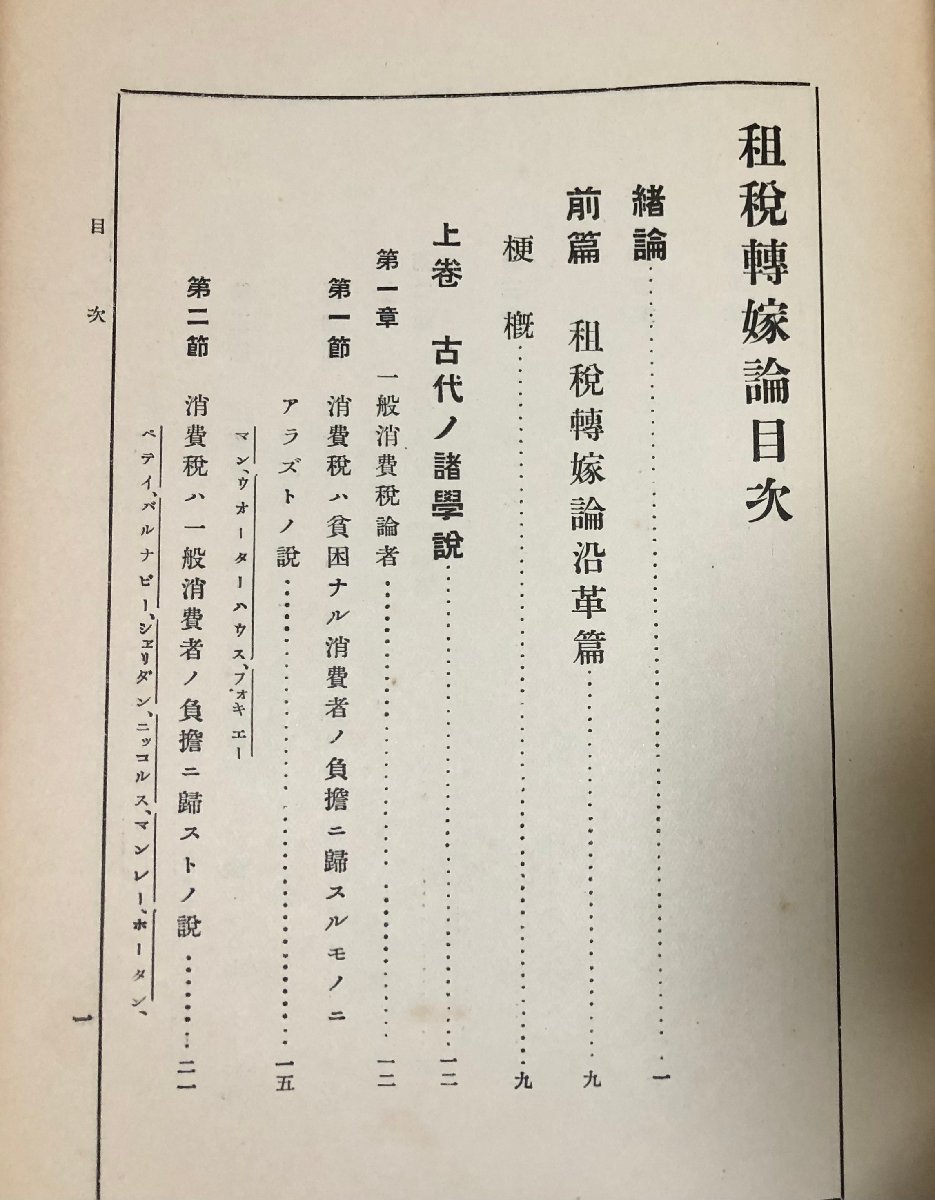 租稅轉嫁論目次
緖論……一
前篇 租稅轉嫁論沿革篇……九
梗槪……九
上卷 古代ノ諸學說……一二
第一章 一般消費稅論者……一二
第一節 消費稅ハ貧困ナル消費者ノ負擔ニ歸スルモノニ
アラズトノ說……一五
マン、ウオーターハウス、フォキエー
第二節 消費稅ハ一般消費者ノ負擔ニ歸ストノ說……二一
ペテイ、バルナビー、シェリダン、ニッコルス、マンレー、ホータン、
目次
一